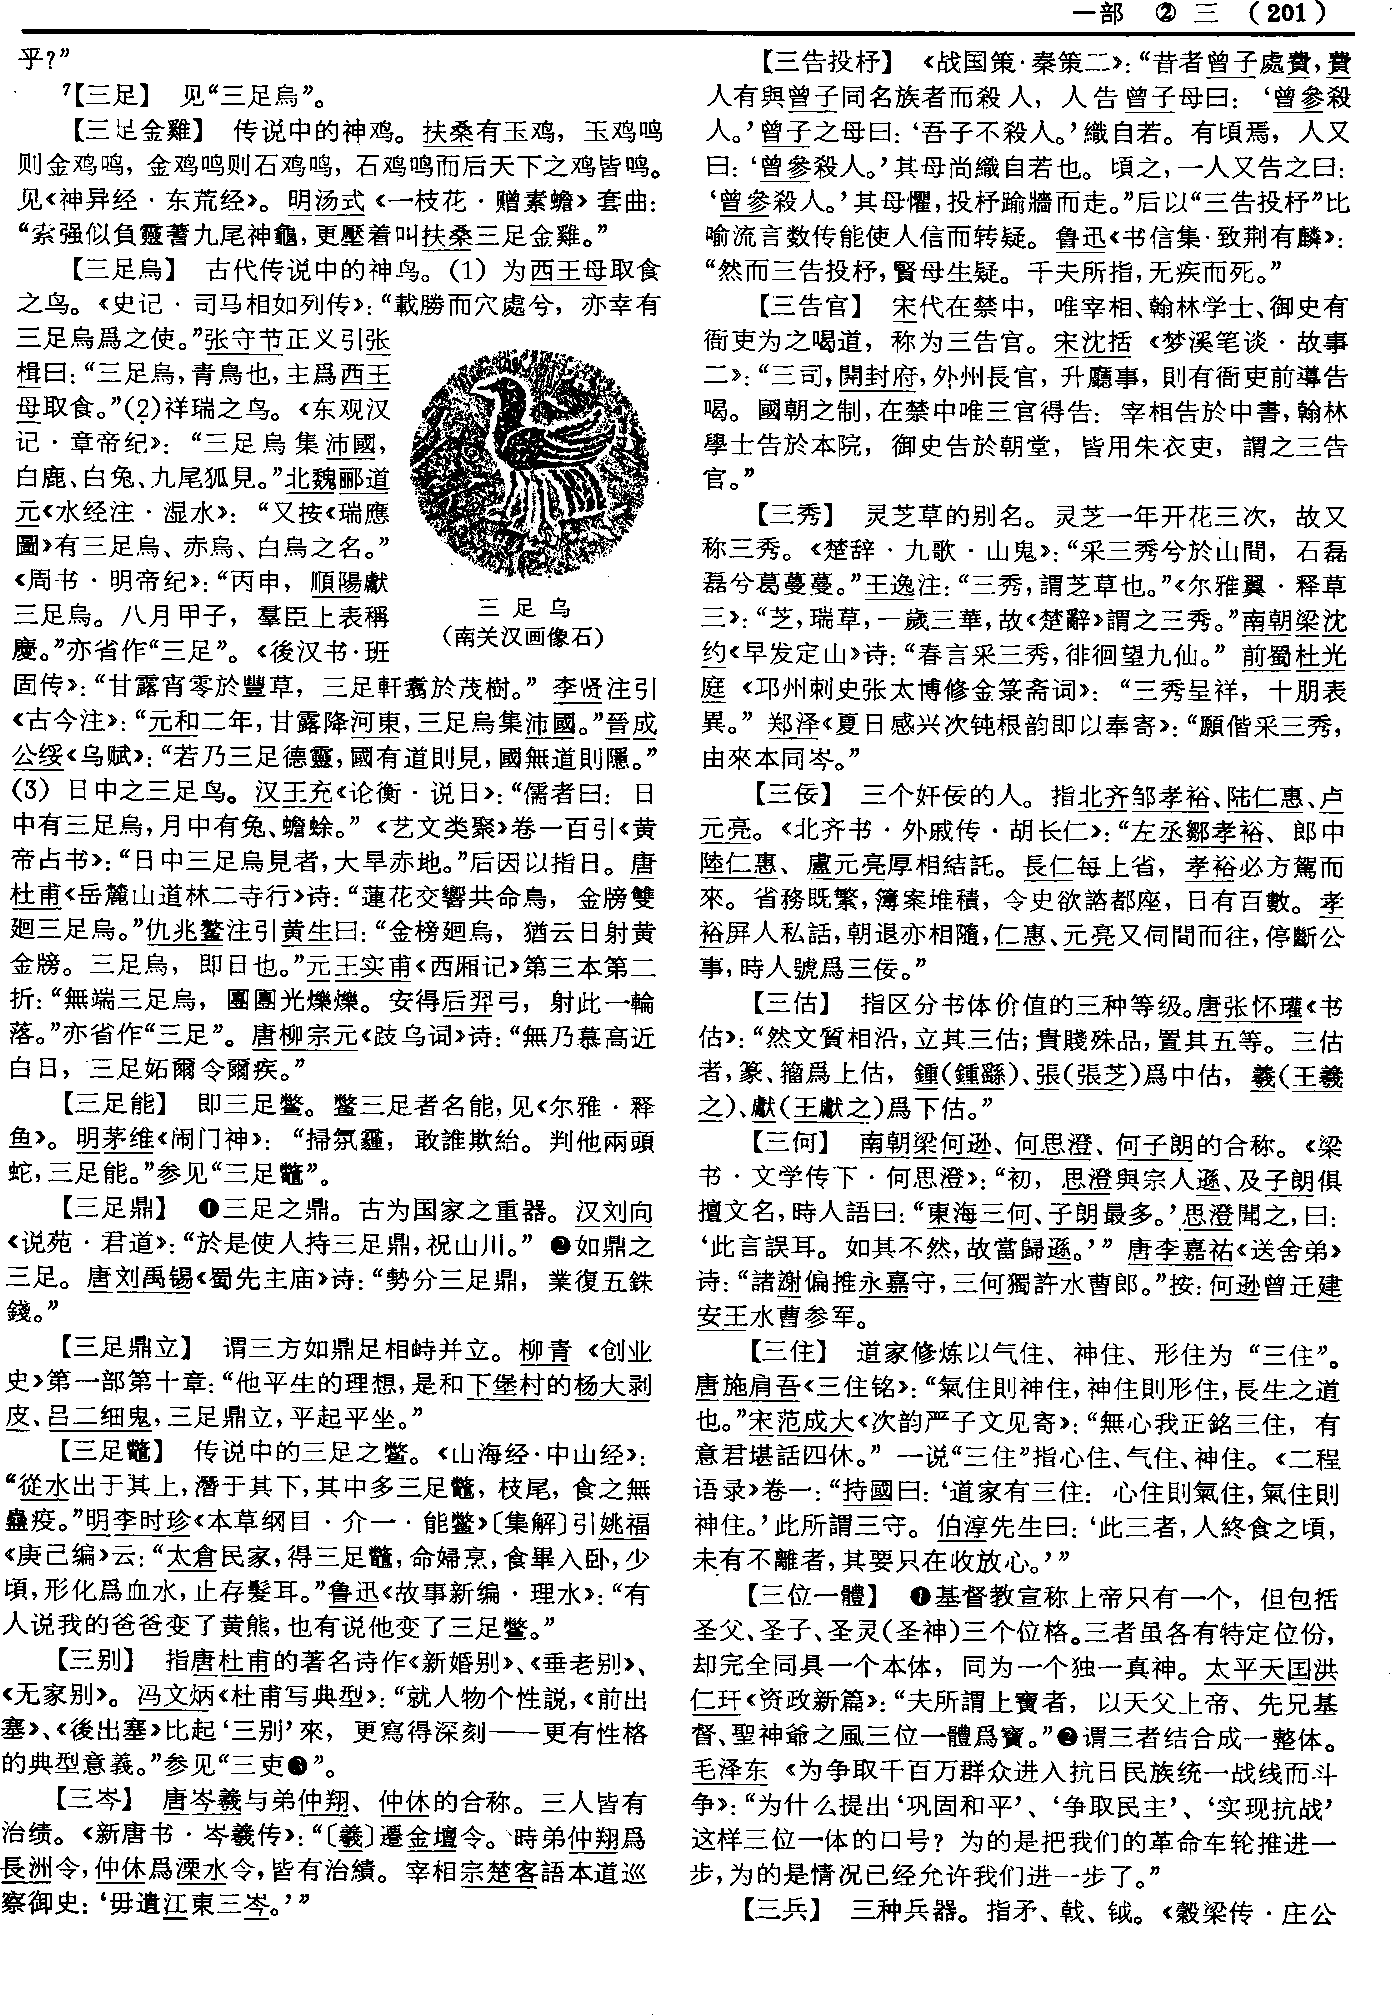 一部 ② 三 (201)
乎?”
7【三足】 见“三足烏”。
【三足金雞】 传说中的神鸡。扶桑有玉鸡，玉鸡鸣
则金鸡鸣，金鸡鸣则石鸡鸣，石鸡鸣而后天下之鸡皆鸣。
见《神异经·东荒经》。明汤式《一枝花·赠素蟾》套曲：
“索强似負靈蓍九尾神龜，更壓着叫扶桑三足金雞。”
【三足烏】 古代传说中的神鸟。(1) 为西王母取食
之鸟。《史记·司马相如列传》：“載勝而穴處兮，亦幸有
三足烏爲之使。”张守节正义引张
楫曰：“三足烏，青鳥也，主爲西王
母取食。”(2)祥瑞之鸟。《东观汉
记·章帝纪》：“三足烏集沛國，
白鹿、白兔、九尾狐見。”北魏郦道
元《水经注·湿水》：“又按《瑞應
圖》有三足烏、赤烏、白烏之名。”
《周书·明帝纪》：“丙申，順陽獻
三足烏。八月甲子，羣臣上表稱
慶。”亦省作“三足”。《後汉书·班
三足乌
(南关汉画像石)
固传》：“甘露宵零於豐草，三足軒翥於茂樹。”李贤注引
《古今注》：“元和二年，甘露降河東，三足烏集沛國。”晉成
公绥《乌赋》：“若乃三足德靈，國有道則見，國無道則隱。”
(3) 日中之三足鸟。汉王充《论衡·说日》：“儒者曰：日
中有三足烏，月中有兔、蟾蜍。”《艺文类聚》卷一百引《黄
帝占书》：“日中三足烏見者，大旱赤地。”后因以指日。唐
杜甫《岳麓山道林二寺行》诗：“蓮花交響共命鳥，金牓雙
廻三足烏。”仇兆鳌注引黄生曰：“金榜廻烏，猶云日射黄
金牓。三足烏，即日也。”元王实甫《西厢记》第三本第二
折：“無端三足烏，團團光爍爍。安得后羿弓，射此一輪
落。”亦省作“三足”。唐柳宗元《跂乌词》诗：“無乃慕高近
白日，三足妬爾令爾疾。”
【三足能】 即三足鳖。鳖三足者名能，见《尔雅·释
鱼》。明茅维《闹门神》：“掃氛霾，敢誰欺紿。判他兩頭
蛇，三足能。”参见“三足鼈”。
【三足鼎】 ❶三足之鼎。古为国家之重器。汉刘向
《说苑·君道》：“於是使人持三足鼎，祝山川。”❷如鼎之
三足。唐刘禹锡《蜀先主庙》诗：“勢分三足鼎，業復五銖
錢。”
【三足鼎立】 谓三方如鼎足相峙并立。柳青《创业
史》第一部第十章：“他平生的理想，是和下堡村的杨大剥
皮、吕二细鬼，三足鼎立，平起平坐。”
【三足鼈】 传说中的三足之鳖。《山海经·中山经》：
“從水出于其上，潛于其下，其中多三足鼈，枝尾，食之無
蠱疫。”明李时珍《本草纲目·介一·能鳖》〔集解〕引姚福
《庚己编》云：“太倉民家，得三足鼈，命婦烹，食畢入卧，少
頃，形化爲血水，止存髮耳。”鲁迅《故事新编·理水》：“有
人说我的爸爸变了黄熊，也有说他变了三足鳖。”
【三别】 指唐杜甫的著名诗作《新婚别》、《垂老别》、
《无家别》。冯文炳《杜甫写典型》：“就人物个性説，《前出
塞》、《後出塞》比起‘三别’來，更寫得深刻——更有性格
的典型意義。”参见“三吏❸”。
【三岑】 唐岑羲与弟仲翔、仲休的合称。三人皆有
治绩。《新唐书·岑羲传》：“〔羲〕遷金壇令。時弟仲翔爲
長洲令，仲休爲溧水令，皆有治績。宰相宗楚客語本道巡
察御史：‘毋遺江東三岑。’”
【三告投杼】 《战国策·秦策二》：“昔者曾子處費，費
人有與曾子同名族者而殺人，人告曾子母曰：‘曾參殺
人。’曾子之母曰：‘吾子不殺人。’織自若。有頃焉，人又
曰：‘曾參殺人。’其母尚織自若也。頃之，一人又告之曰：
‘曾參殺人。’其母懼，投杼踰牆而走。”后以“三告投杼”比
喻流言数传能使人信而转疑。鲁迅《书信集·致荆有麟》：
“然而三告投杼，賢母生疑。千夫所指，无疾而死。”
【三告官】 宋代在禁中，唯宰相、翰林学士、御史有
衙吏为之喝道，称为三告官。宋沈括《梦溪笔谈·故事
二》：“三司，開封府，外州長官，升廳事，則有衙吏前導告
喝。國朝之制，在禁中唯三官得告：宰相告於中書，翰林
學士告於本院，御史告於朝堂，皆用朱衣吏，謂之三告
官。”
【三秀】 灵芝草的别名。灵芝一年开花三次，故又
称三秀。《楚辞·九歌·山鬼》：“采三秀兮於山間，石磊
磊兮葛蔓蔓。”王逸注：“三秀，謂芝草也。”《尔雅翼·释草
三》：“芝，瑞草，一歲三華，故《楚辭》謂之三秀。”南朝梁沈
约《早发定山》诗：“春言采三秀，徘徊望九仙。”前蜀杜光
庭《邛州刺史张太博修金箓斋词》：“三秀呈祥，十朋表
異。”郑泽《夏日感兴次钝根韵即以奉寄》：“願偕采三秀，
由來本同岑。”
【三佞】 三个奸佞的人。指北齐邹孝裕、陆仁惠、卢
元亮。《北齐书·外戚传·胡长仁》：“左丞鄒孝裕、郎中
陸仁惠、盧元亮厚相結託。長仁每上省，孝裕必方駕而
來。省務既繁，簿案堆積，令史欲諮都座，日有百數。孝
裕屏人私話，朝退亦相隨，仁惠、元亮又伺間而往，停斷公
事，時人號爲三佞。”
【三估】 指区分书体价值的三种等级。唐张怀瓘《书
估》：“然文質相沿，立其三估；貴賤殊品，置其五等。三估
者，篆、籀爲上估，鍾(鍾繇)、張(張芝)爲中估，羲(王羲
之)、獻(王獻之)爲下估。”
【三何】 南朝梁何逊、何思澄、何子朗的合称。《梁
书·文学传下·何思澄》：“初，思澄與宗人遜、及子朗俱
擅文名，時人語曰：“東海三何、子朗最多。’思澄聞之，曰：
‘此言誤耳。如其不然，故當歸遜。’”唐李嘉祐《送舍弟》
诗：“諸謝偏推永嘉守，三何獨許水曹郎。”按：何逊曾迁建
安王水曹参军。
【三住】 道家修炼以气住、神住、形住为“三住”。
唐施肩吾《三住铭》：“氣住則神住，神住則形住，長生之道
也。”宋范成大《次韵严子文见寄》：“無心我正銘三住，有
意君堪話四休。”一说“三住”指心住、气住、神住。《二程
语录》卷一：“持國曰：‘道家有三住：心住則氣住，氣住則
神住。’此所謂三守。伯淳先生曰：‘此三者，人終食之頃，
未有不離者，其要只在收放心。’”
【三位一體】 ❶基督教宣称上帝只有一个，但包括
圣父、圣子、圣灵(圣神)三个位格。三者虽各有特定位份，
却完全同具一个本体，同为一个独一真神。太平天囯洪
仁玕《资政新篇》：“夫所謂上寶者，以天父上帝、先兄基
督、聖神爺之風三位一體爲寶。”❷谓三者结合成一整体。
毛泽东《为争取千百万群众进入抗日民族统一战线而斗
争》：“为什么提出‘巩固和平’、‘争取民主’、‘实现抗战’
这样三位一体的口号？为的是把我们的革命车轮推进一
步，为的是情况已经允许我们进一步了。”
【三兵】 三种兵器。指矛、戟、钺。《穀梁传·庄公